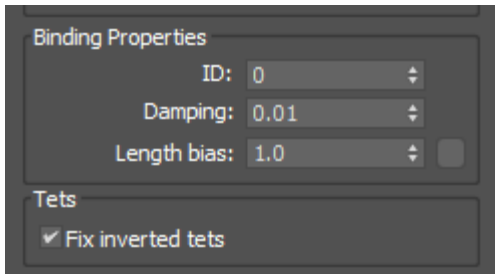 Binding Properties
ID: 0
Damping: 0.01
Length bias: 1.0
Tets
Fix inverted tets